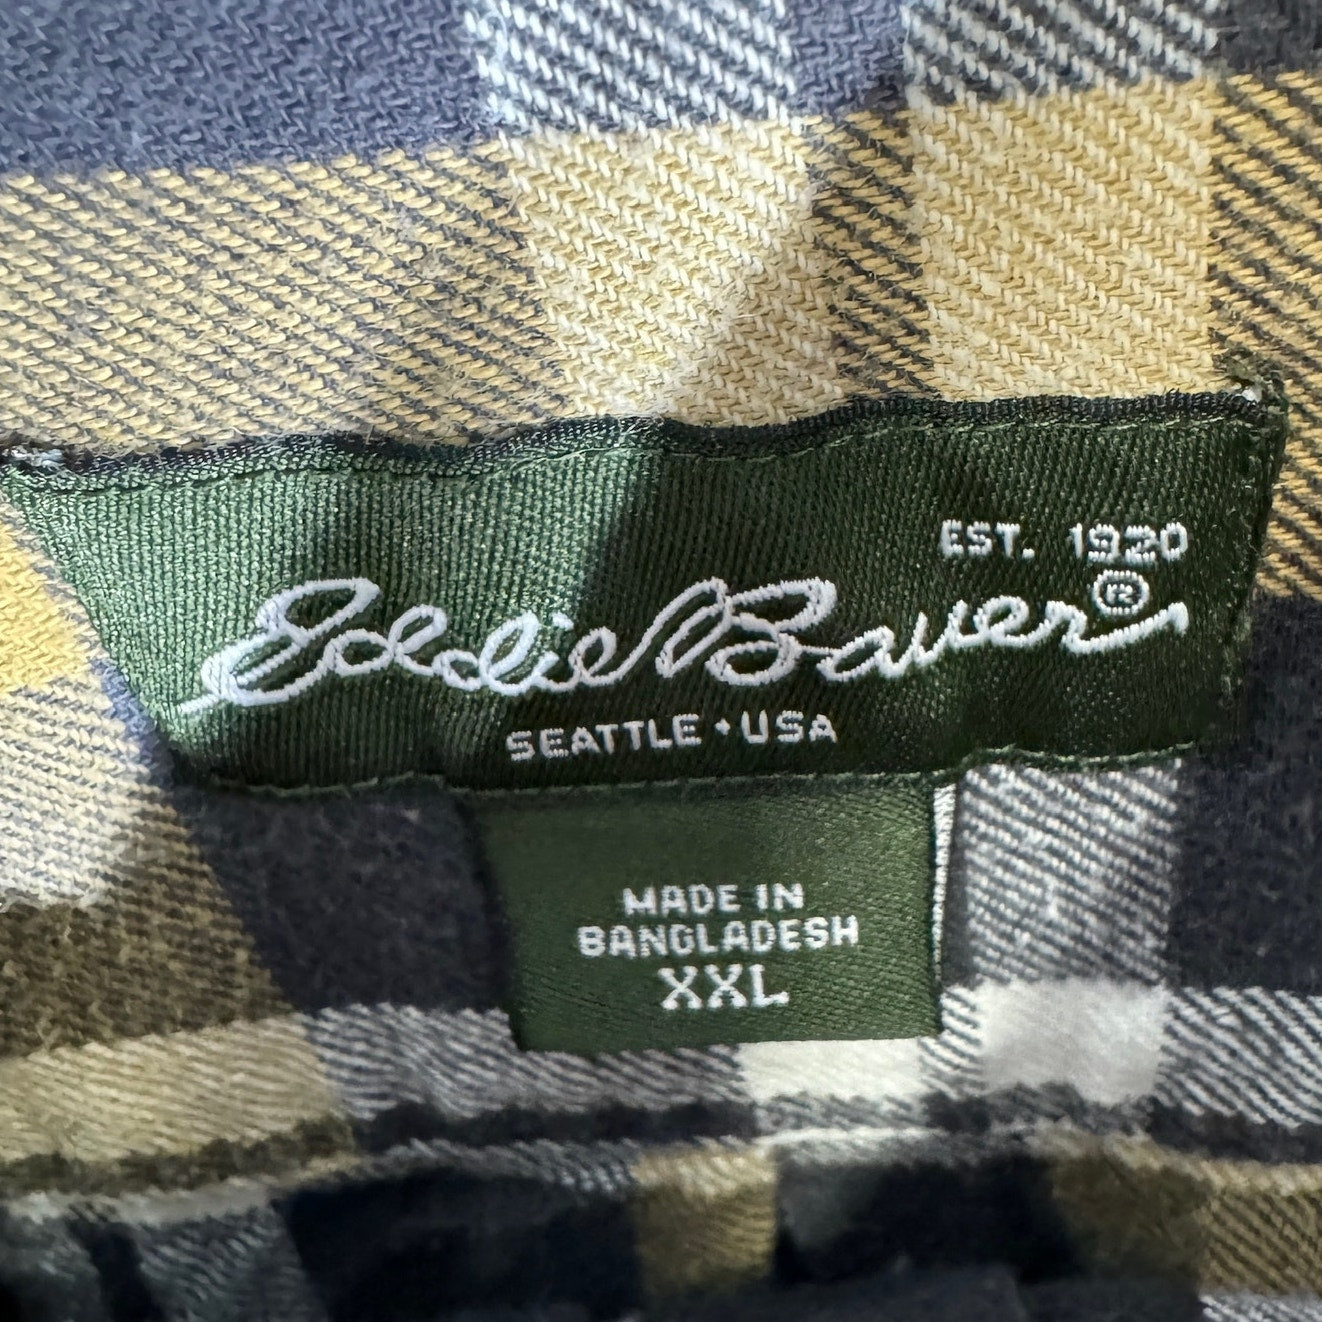 EST. 1920
Eddie Bauer®
SEATTLE • USA
MADE IN
BANGLADESH
XXL